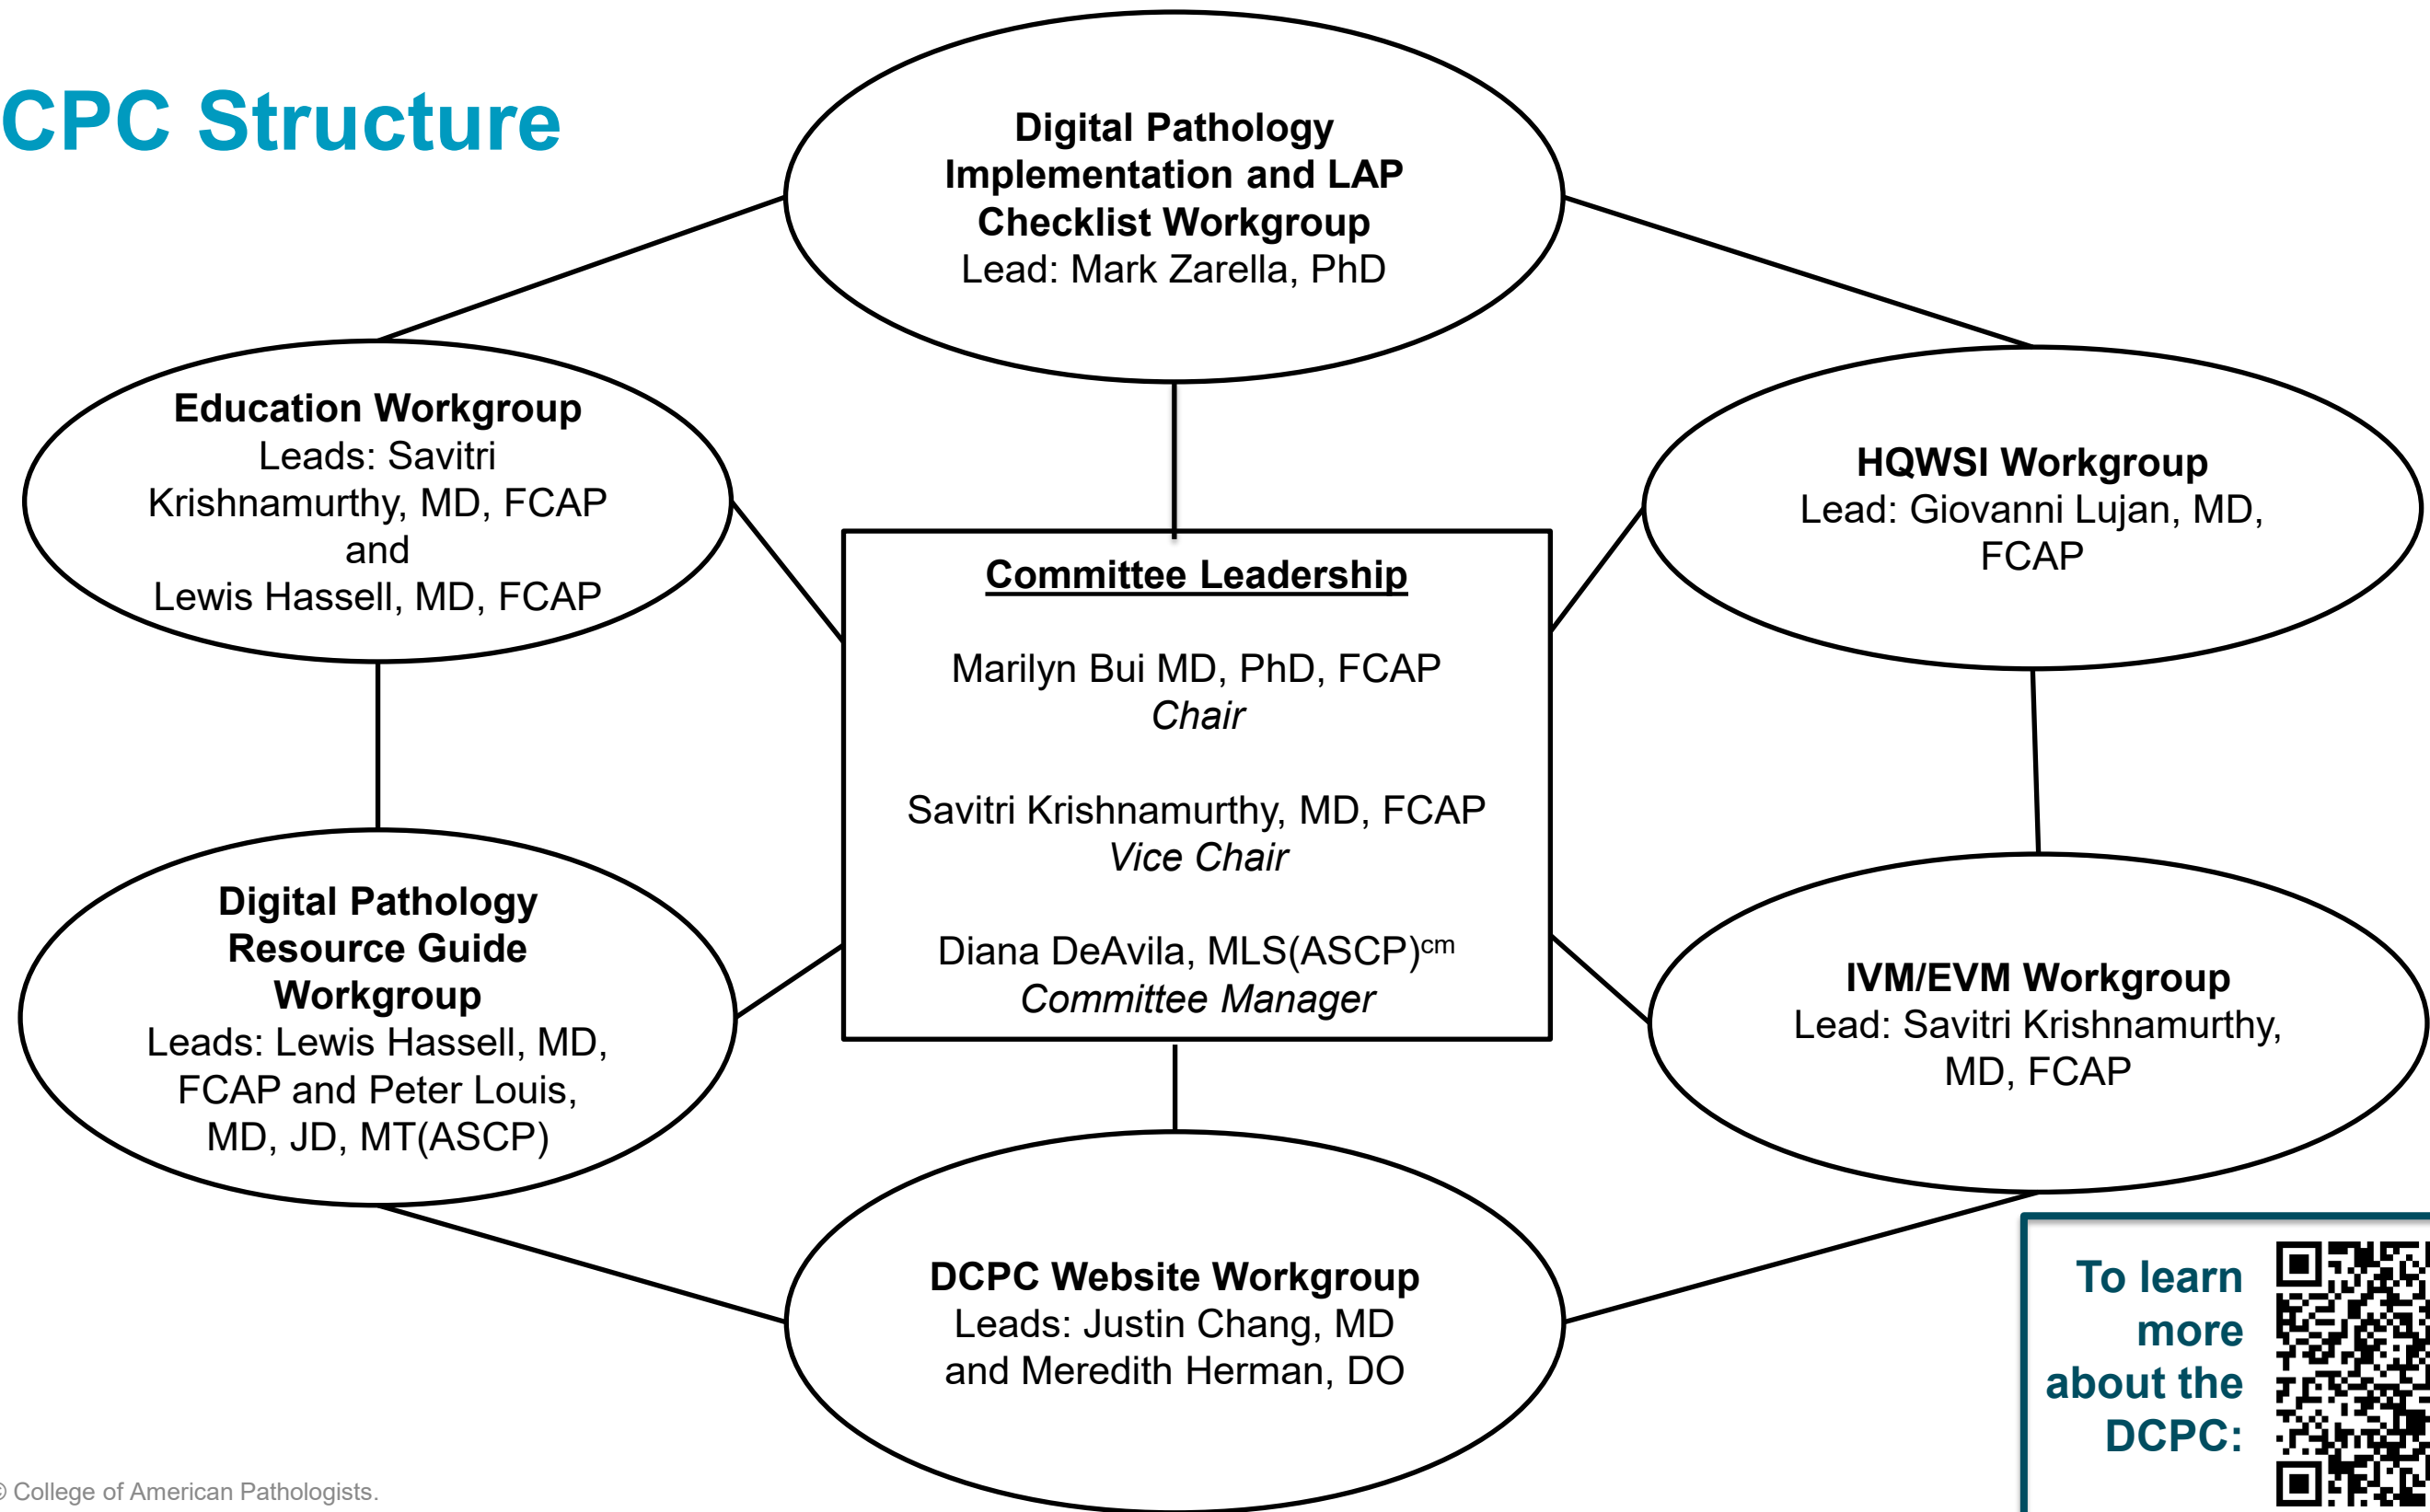 CPC Structure
Digital Pathology
Implementation and LAP
Checklist Workgroup
Lead: Mark Zarella, PhD
Education Workgroup
Leads: Savitri
Krishnamurthy, MD, FCAP
and
Lewis Hassell, MD, FCAP
HQWSI Workgroup
Lead: Giovanni Lujan, MD,
FCAP
Committee Leadership
Marilyn Bui MD, PhD, FCAP
Chair
Savitri Krishnamurthy, MD, FCAP
Vice Chair
Diana DeAvila, MLS(ASCP)cm
Committee Manager
Digital Pathology
Resource Guide
Workgroup
Leads: Lewis Hassell, MD,
FCAP and Peter Louis,
MD, JD, MT(ASCP)
IVM/EVM Workgroup
Lead: Savitri Krishnamurthy,
MD, FCAP
DCPC Website Workgroup
Leads: Justin Chang, MD
and Meredith Herman, DO
To learn
more
about the
DCPC:
© College of American Pathologists.